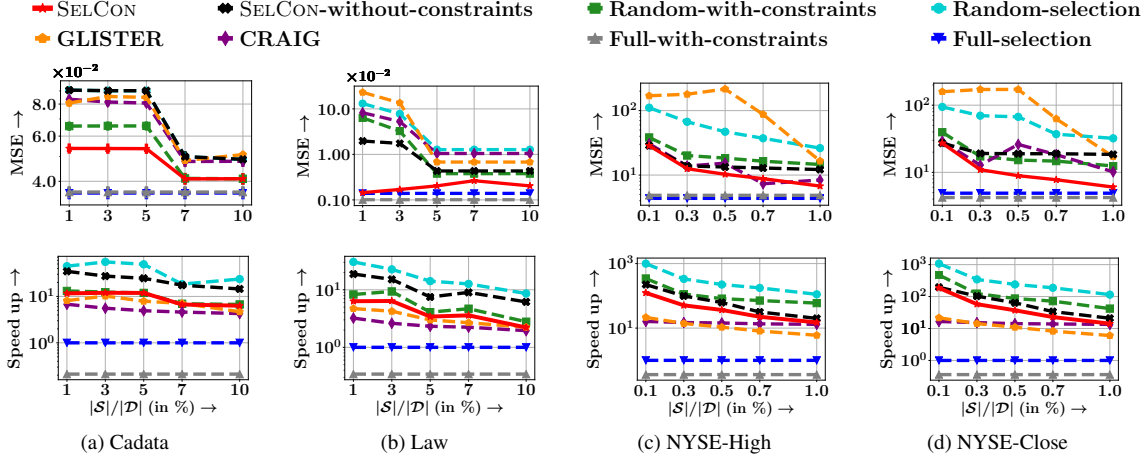 SELCON SELCON-without-constraints Random-with-constraints Random-selection
GLISTER CRAIG Full-with-constraints Full-selection
×10⁻² ×10⁻²
MSE → 8.0 6.0 4.0
1 3 5 7 10
MSE → 10.0 1.00 0.10
1 3 5 7 10
MSE → 10² 10¹
0.1 0.3 0.5 0.7 1.0
MSE → 10² 10¹
0.1 0.3 0.5 0.7 1.0
Speed up → 10¹ 10⁰
1 3 5 7 10
|S|/|D| (in %) →
Speed up → 10¹ 10⁰
1 3 5 7 10
|S|/|D| (in %) →
Speed up → 10³ 10¹
0.1 0.3 0.5 0.7 1.0
|S|/|D| (in %) →
Speed up → 10³ 10² 10¹ 10⁰
0.1 0.3 0.5 0.7 1.0
|S|/|D| (in %) →
(a) Cadata (b) Law (c) NYSE-High (d) NYSE-Close